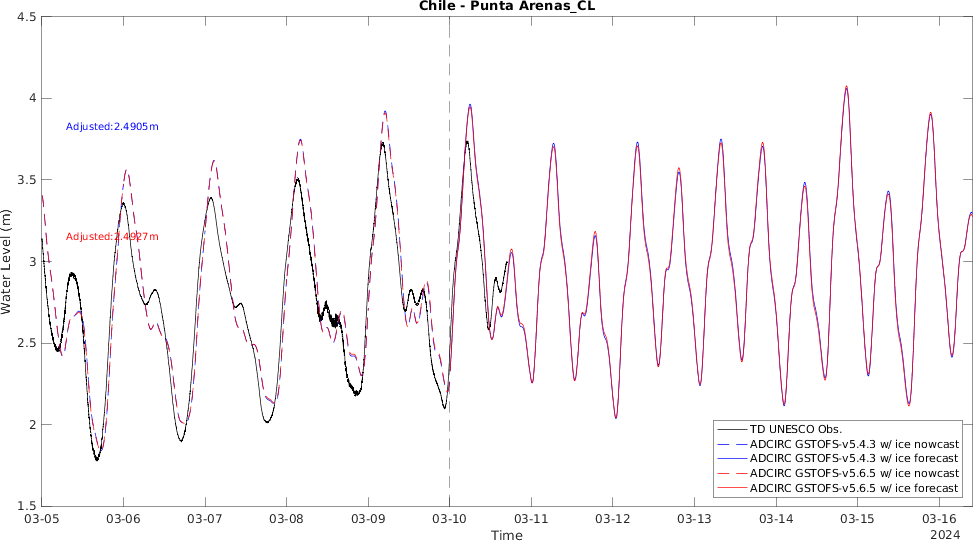 Chile - Punta Arenas_CL
4.5
4
3.5
3
2.5
2
1.5
Water Level (m)
Adjusted:2.4905m
Adjusted:2.4927m
TD UNESCO Obs.
ADCIRC GSTOFS-v5.4.3 w/ ice nowcast
ADCIRC GSTOFS-v5.4.3 w/ ice forecast
ADCIRC GSTOFS-v5.6.5 w/ ice nowcast
ADCIRC GSTOFS-v5.6.5 w/ ice forecast
03-05 03-06 03-07 03-08 03-09 03-10 03-11 03-12 03-13 03-14 03-15 03-16
Time
2024